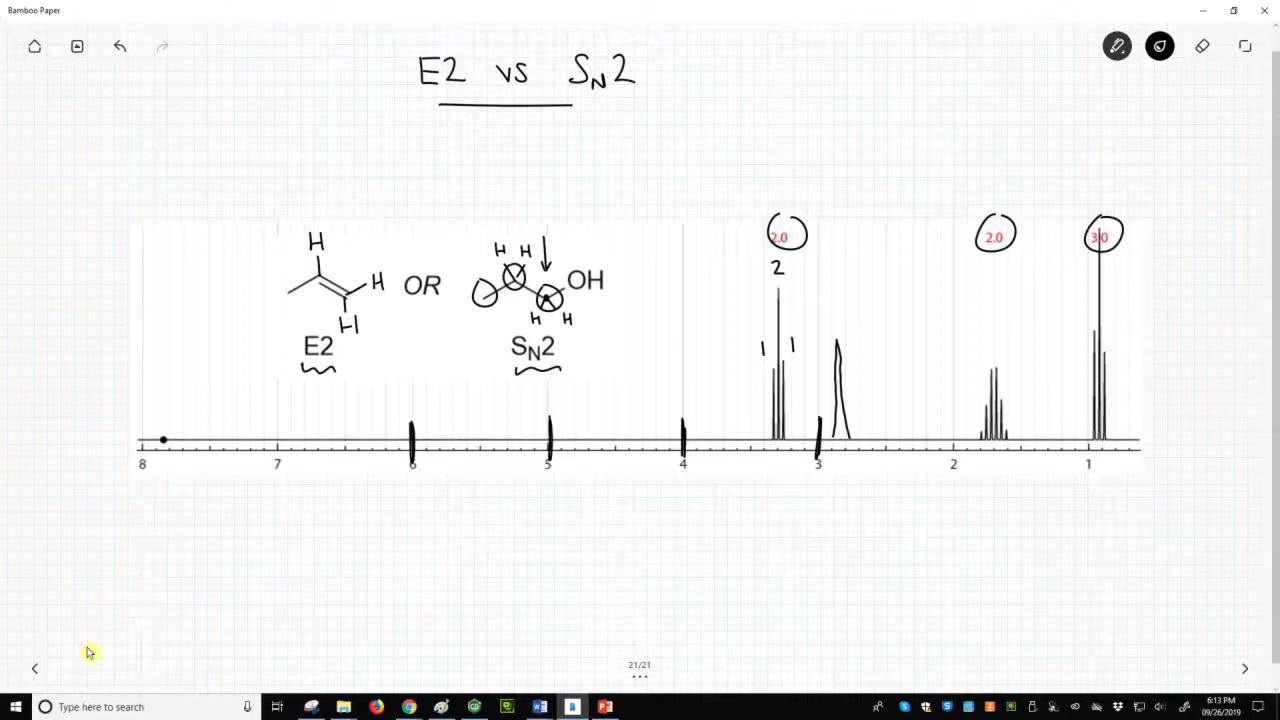 Bamboo Paper
E2 vs SN2
2.0 2.0 3.0
2
H H H
H OR OH
H H H
1 1
E2 SN2
8 7 6 5 4 3 2 1
21/21
Type here to search
6:13 PM
09/26/2019